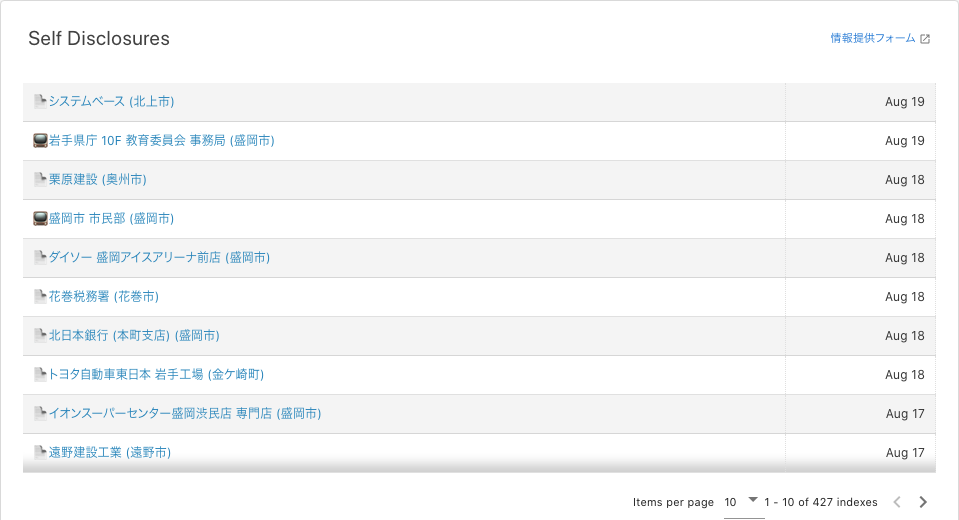 Self Disclosures
情報提供フォーム
システムベース (北上市)
Aug 19
岩手県庁 10F 教育委員会 事務局 (盛岡市)
Aug 19
栗原建設 (奥州市)
Aug 18
盛岡市 市民部 (盛岡市)
Aug 18
ダイソー 盛岡アイスアリーナ前店 (盛岡市)
Aug 18
花巻税務署 (花巻市)
Aug 18
北日本銀行 (本町支店) (盛岡市)
Aug 18
トヨタ自動車東日本 岩手工場 (金ケ崎町)
Aug 18
イオンスーパーセンター盛岡渋民店 専門店 (盛岡市)
Aug 17
遠野建設工業 (遠野市)
Aug 17
Items per page 10 1 - 10 of 427 indexes